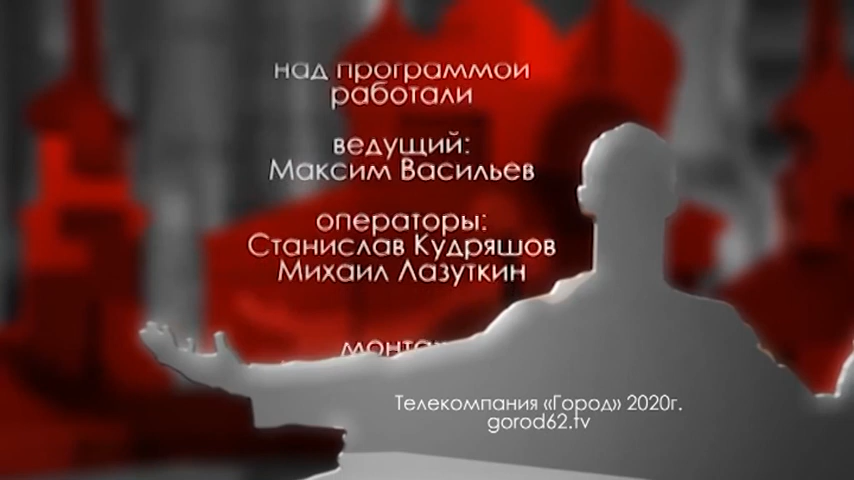 над программой
работали
ведущий:
Максим Васильев
операторы:
Станислав Кудряшов
Михаил Лазуткин
Телекомпания «Город» 2020г.
gorod62.tv